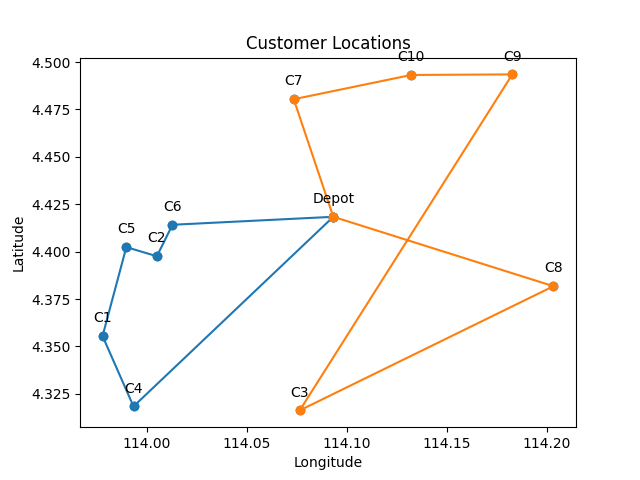 Customer Locations
C10
C9
4.500
C7
4.475
4.450
Depot
4.425
C6
C5
C2
4.400
C8
4.375
C1
4.350
C4
C3
4.325
114.00
114.05
114.10
114.15
114.20
Longitude
Latitude